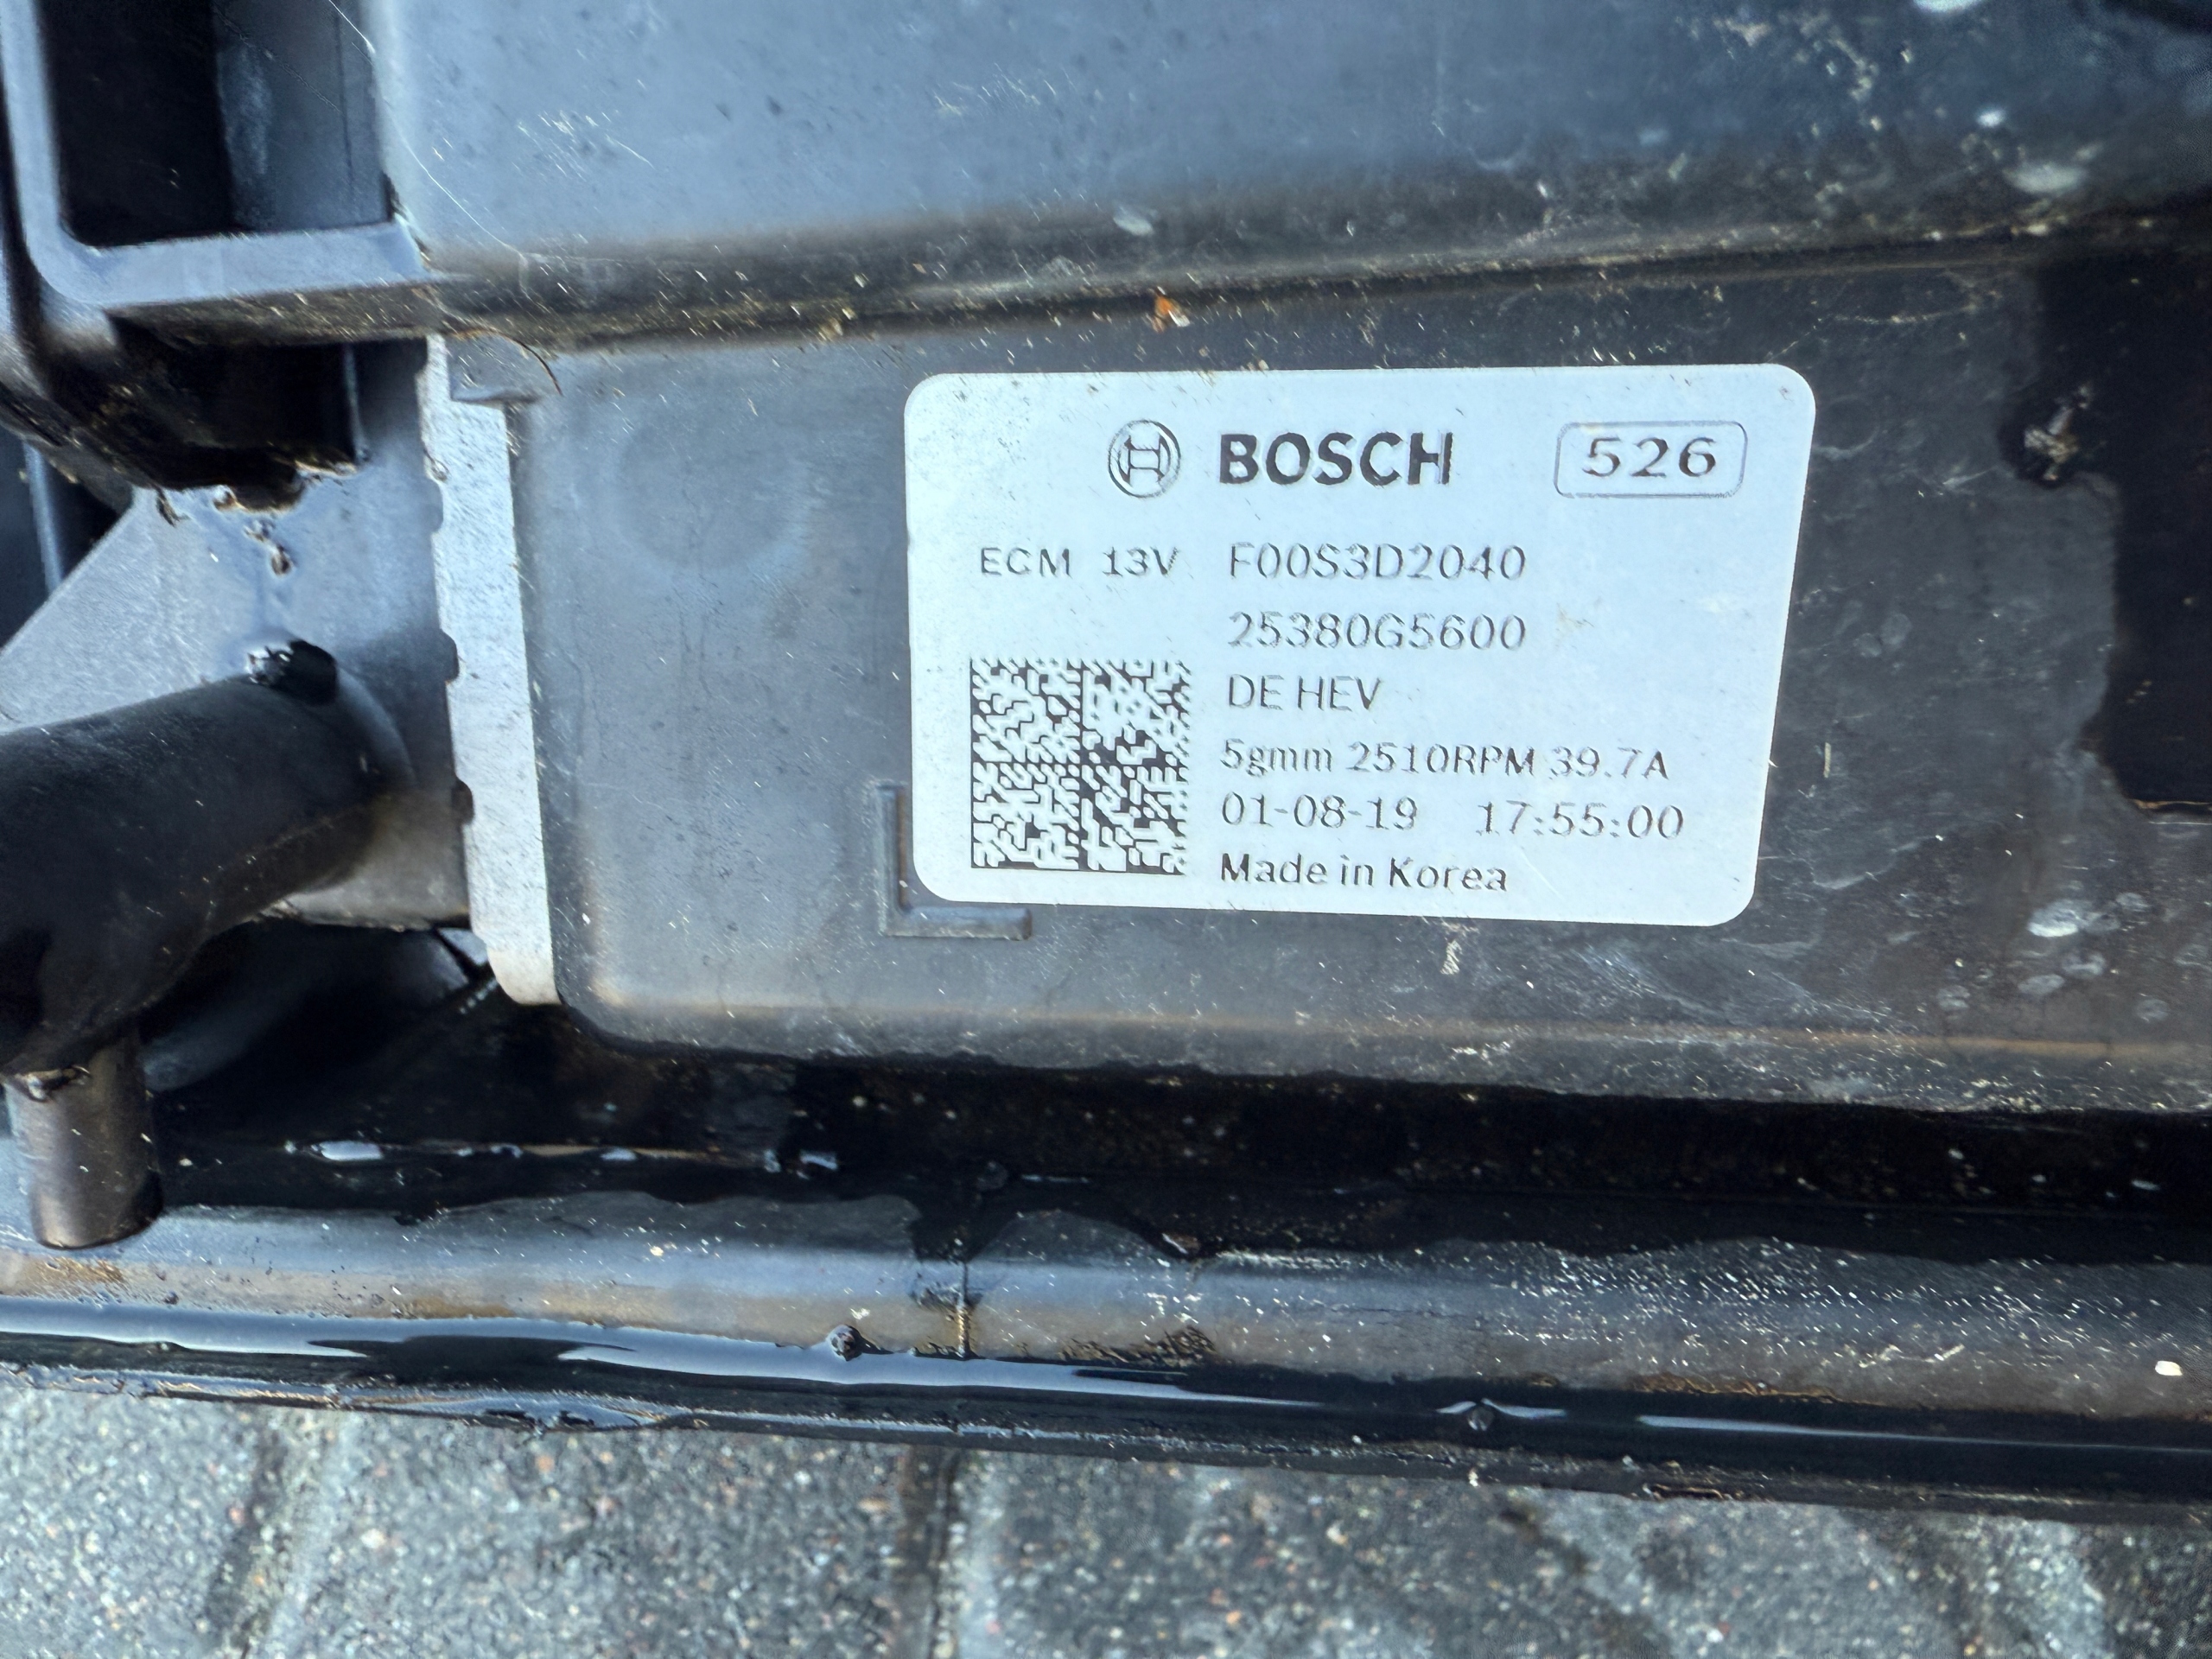 BOSCH 526
ECM 13V F00S3D2040
25380G5600
DE HEV
5gmm 2510RPM 39.7A
01-08-19 17:55:00
Made in Korea